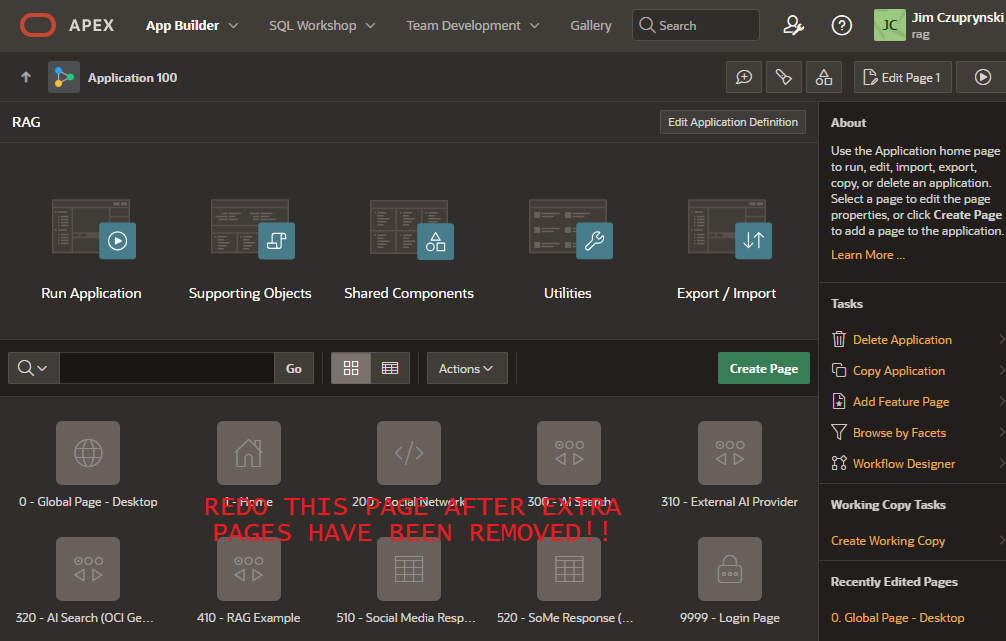 APEX App Builder SQL Workshop Team Development Gallery Search JC Jim Czuprynski
rag
Application 100 Edit Page 1
RAG Edit Application Definition
Run Application Supporting Objects Shared Components Utilities Export / Import
Go Actions Create Page
0 - Global Page - Desktop 1 - Home 200 - Social Network 300 - AI Search 310 - External AI Provider
REDO THIS PAGE AFTER EXTRA
PAGES HAVE BEEN REMOVED!!
320 - AI Search (OCI Ge... 410 - RAG Example 510 - Social Media Resp... 520 - SoMe Response (... 9999 - Login Page
About
Use the Application home page
to run, edit, import, export,
copy, or delete an application.
Select a page to edit the page
properties, or click Create Page
to add a page to the application.
Learn More ...
Tasks
Delete Application
Copy Application
Add Feature Page
Browse by Facets
Workflow Designer
Working Copy Tasks
Create Working Copy
Recently Edited Pages
0. Global Page - Desktop